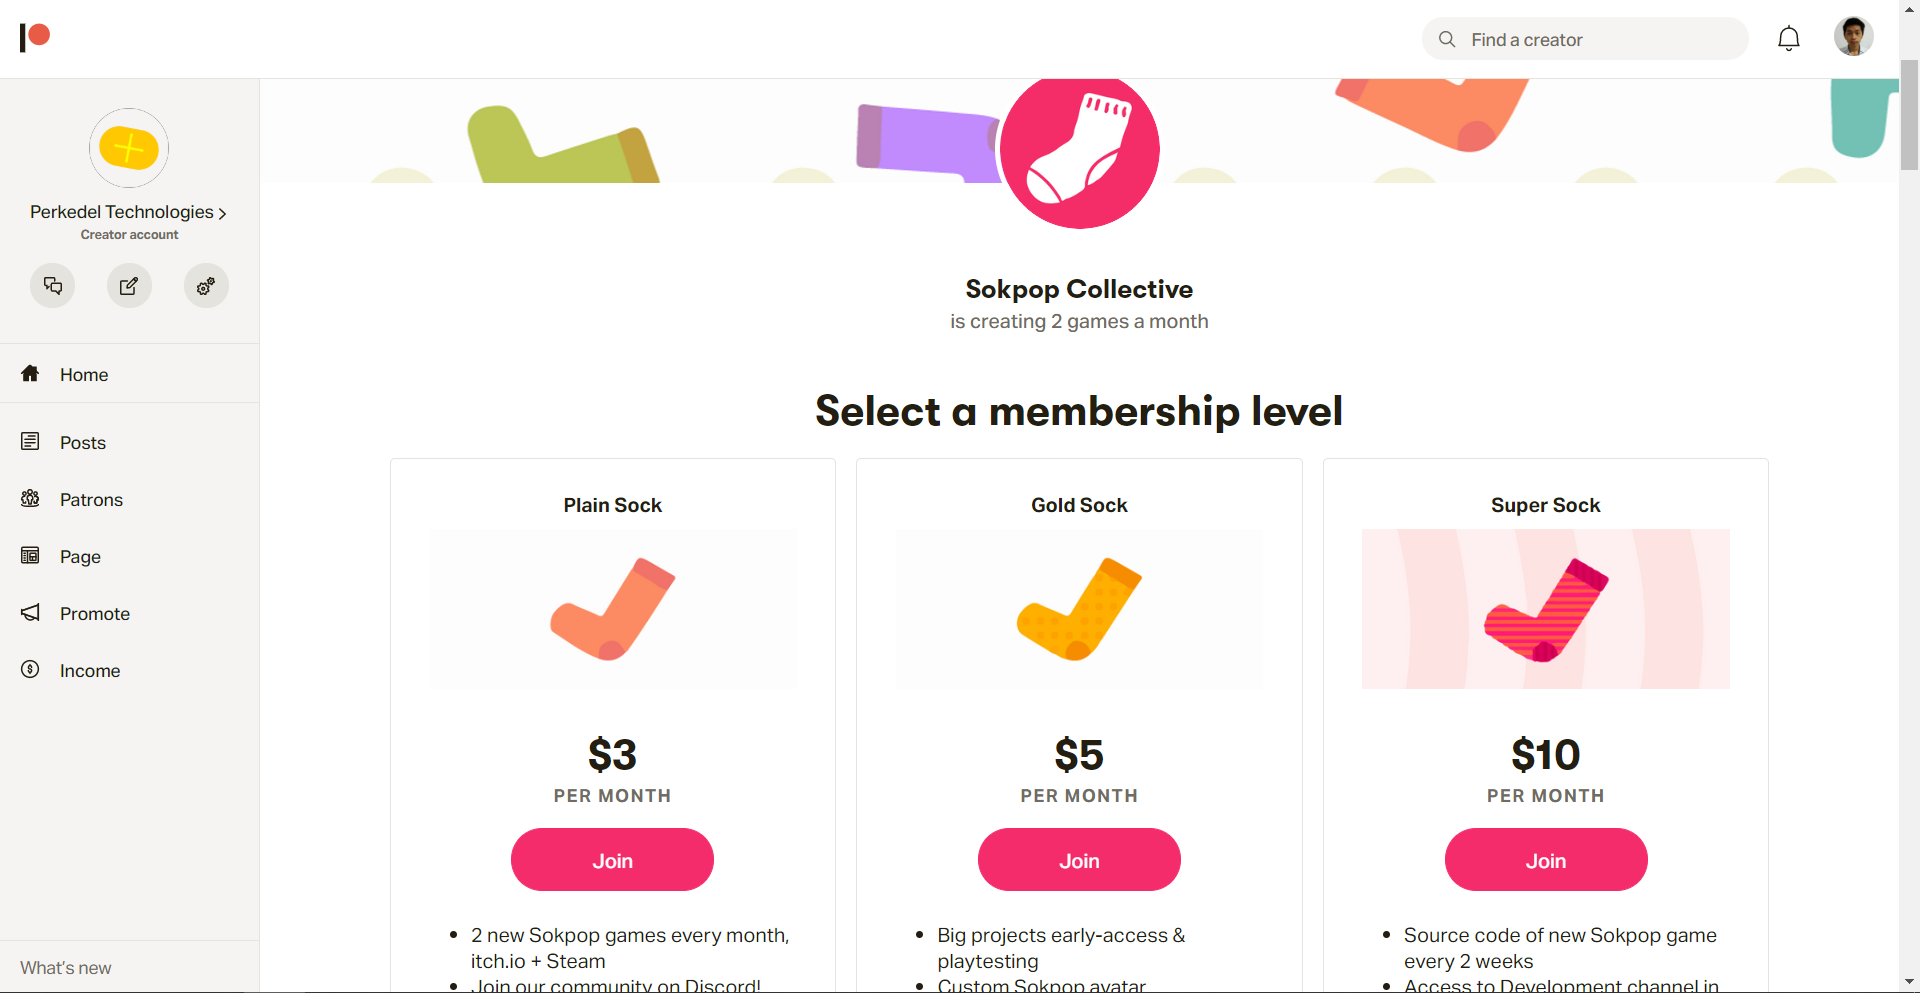 Find a creator
Perkedel Technologies
Creator account
Home
Posts
Patrons
Page
Promote
Income
What's new
Sokpop Collective
is creating 2 games a month
Select a membership level
Plain Sock
$3
PER MONTH
Join
2 new Sokpop games every month,
itch.io + Steam
Join our community on Discord!
Gold Sock
$5
PER MONTH
Join
Big projects early-access &
playtesting
Custom Sokpop avatar
Super Sock
$10
PER MONTH
Join
Source code of new Sokpop game
every 2 weeks
Access to Development channel in